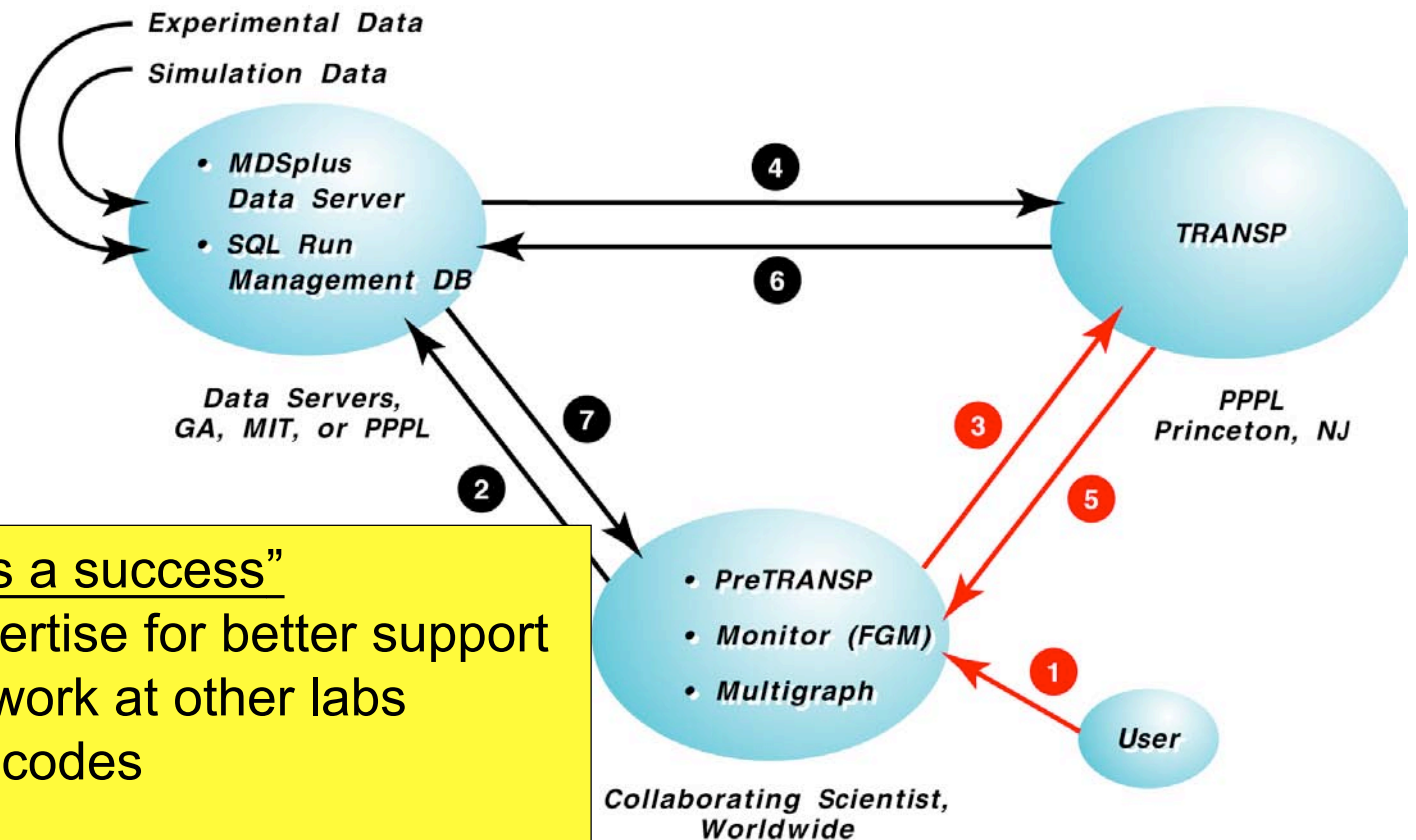 Experimental Data
Simulation Data
• MDSplus
Data Server
• SQL Run
Management DB
4
6
TRANSP
Data Servers,
GA, MIT, or PPPL
7
2
3
5
PPPL
Princeton, NJ
s a success”
ertise for better support
work at other labs
codes
• PreTRANSP
• Monitor (FGM)
• Multigraph
1
User
Collaborating Scientist,
Worldwide